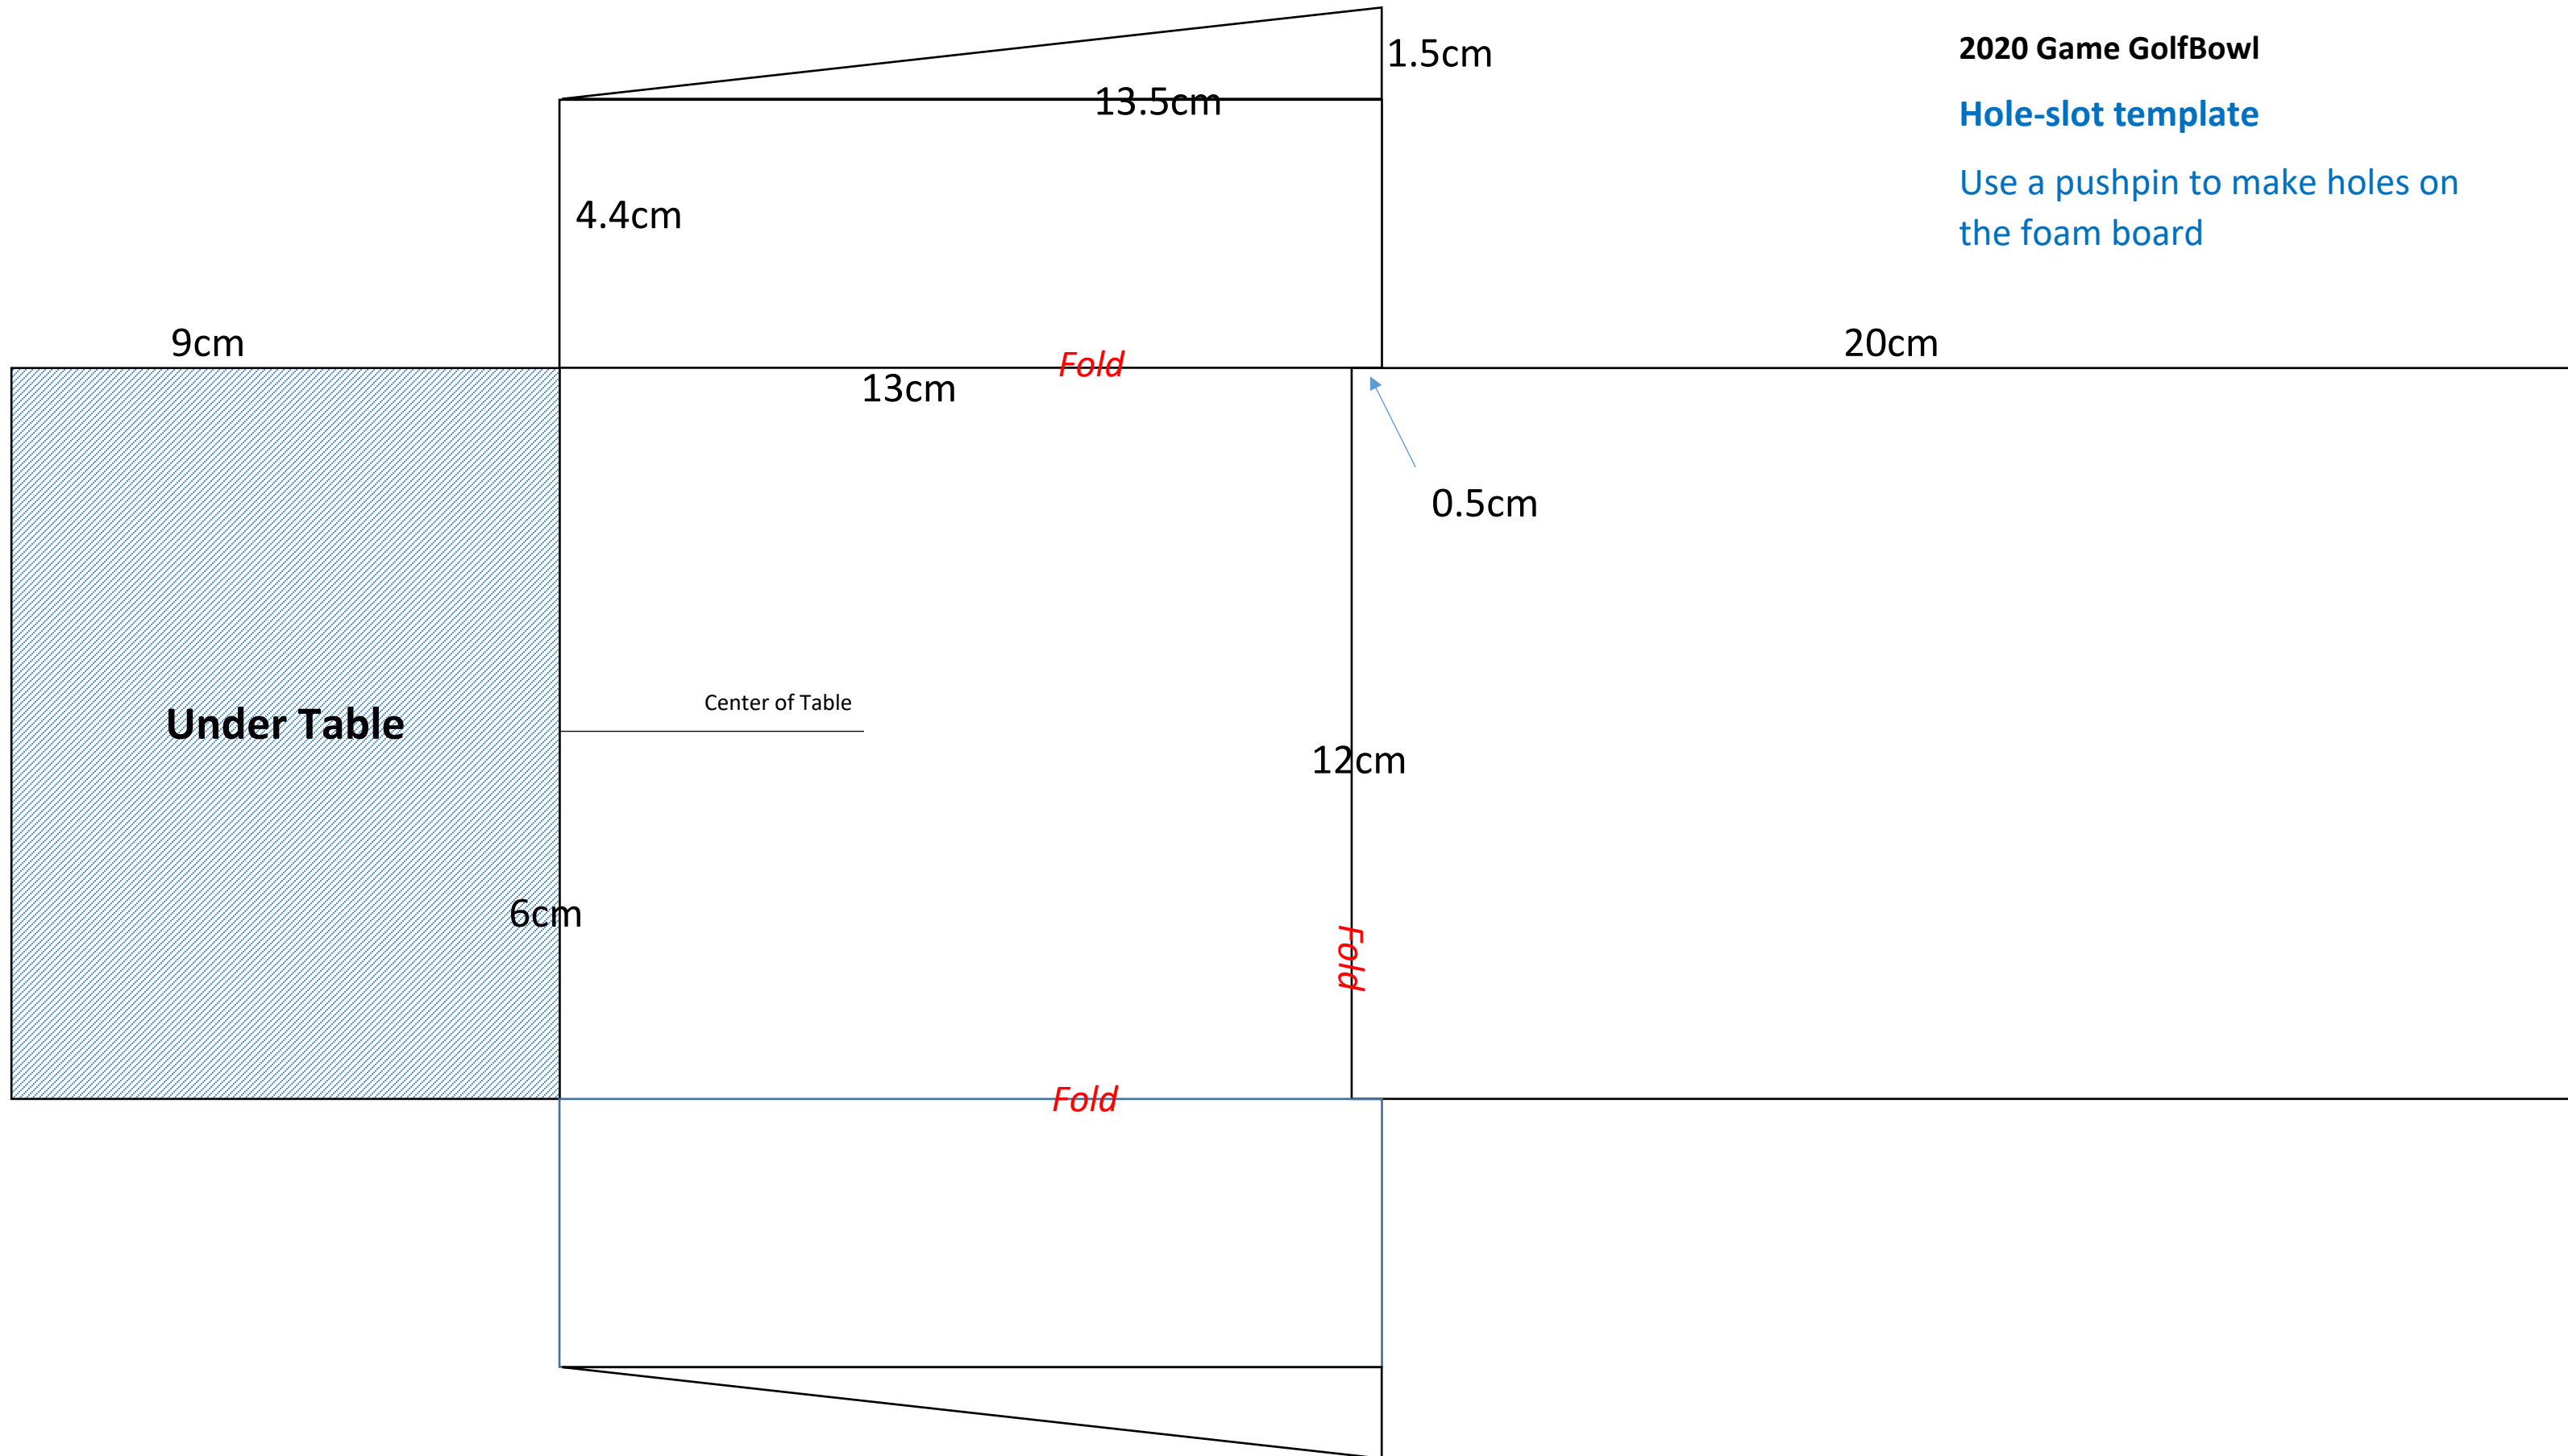 1.5cm
2020 Game GolfBowl
13.5cm
Hole-slot template
Use a pushpin to make holes on
the foam board
4.4cm
9cm
20cm
Fold
13cm
0.5cm
Center of Table
Under Table
12cm
6cm
Fold
Fold